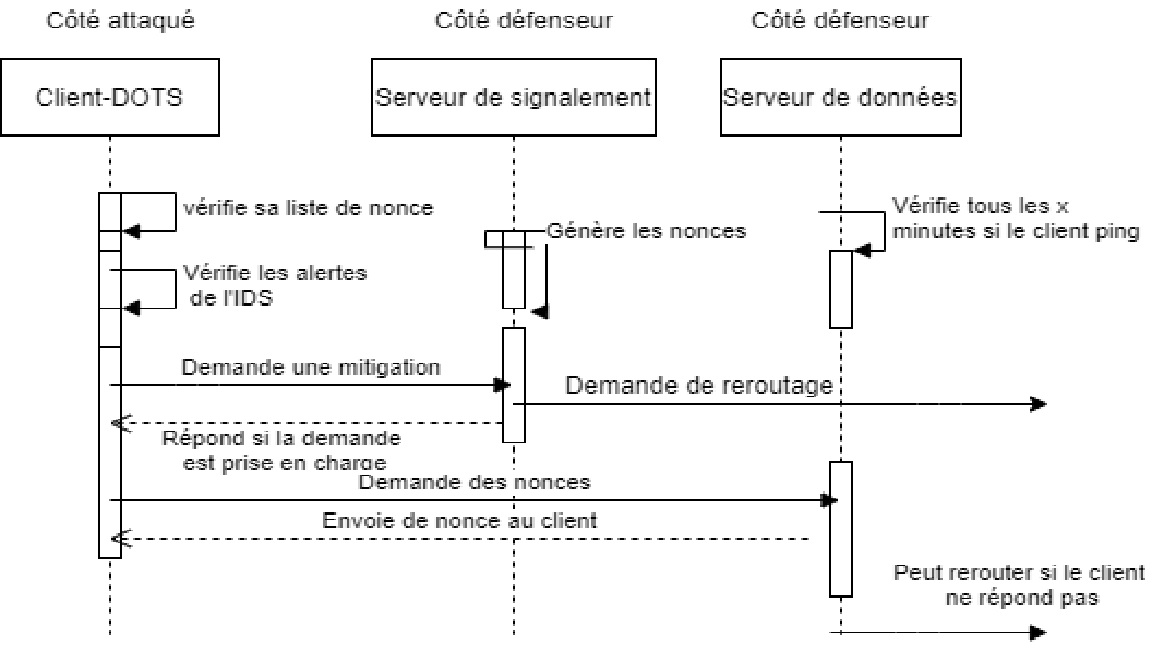 Côté attaqué
Côté défenseur
Côté défenseur
Client-DOTS
Serveur de signalement
Serveur de données
vérifie sa liste de nonce
Génère les nonces
Vérifie tous les x
minutes si le client ping
Vérifie les alertes
de l'IDS
Demande une mitigation
Demande de reroutage
Répond si la demande
est prise en charge
Demande des nonces
Envoie de nonce au client
Peut rerouter si le client
ne répond pas